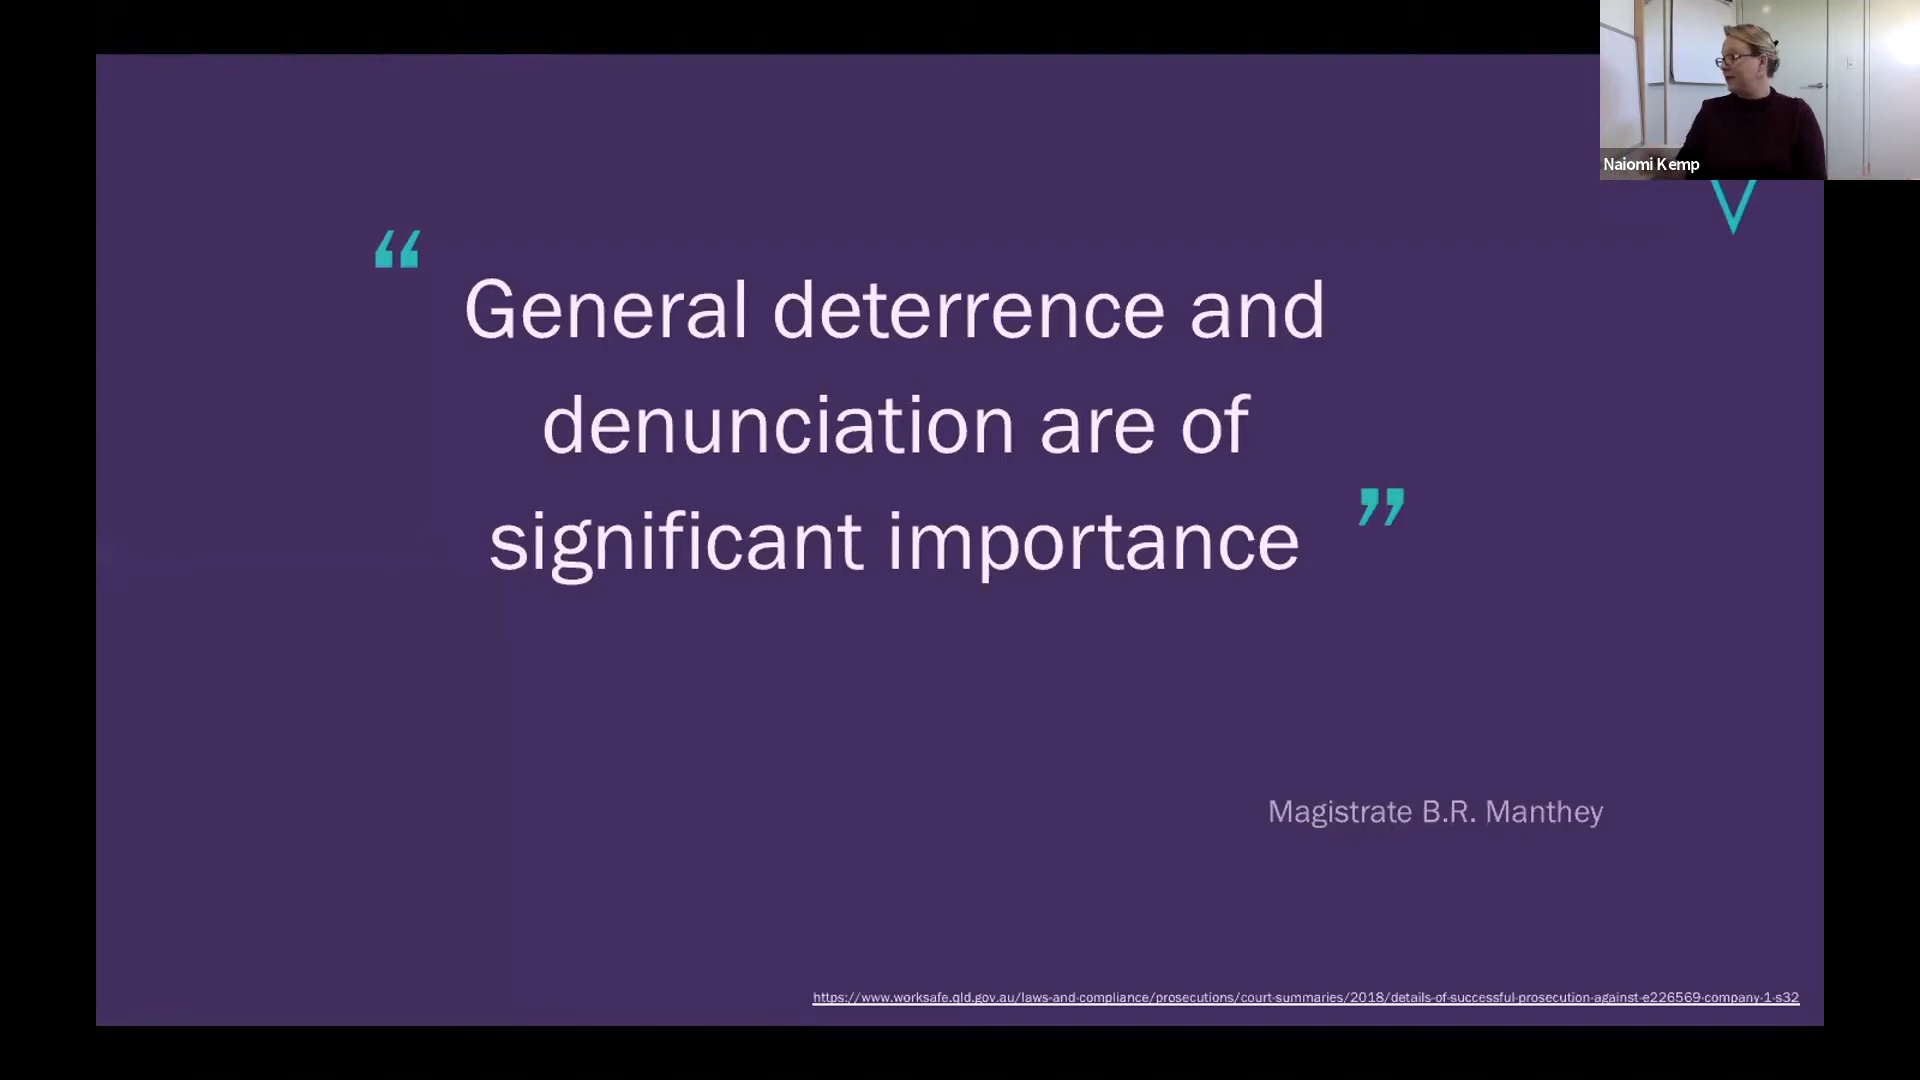 Naiomi Kemp
“ General deterrence and
denunciation are of
significant importance ”
Magistrate B.R. Manthey
https://www.worksafe.qld.gov.au/laws-and-compliance/prosecutions/court-summaries/2018/details-of-successful-prosecution-against-e226569-company-1-s32